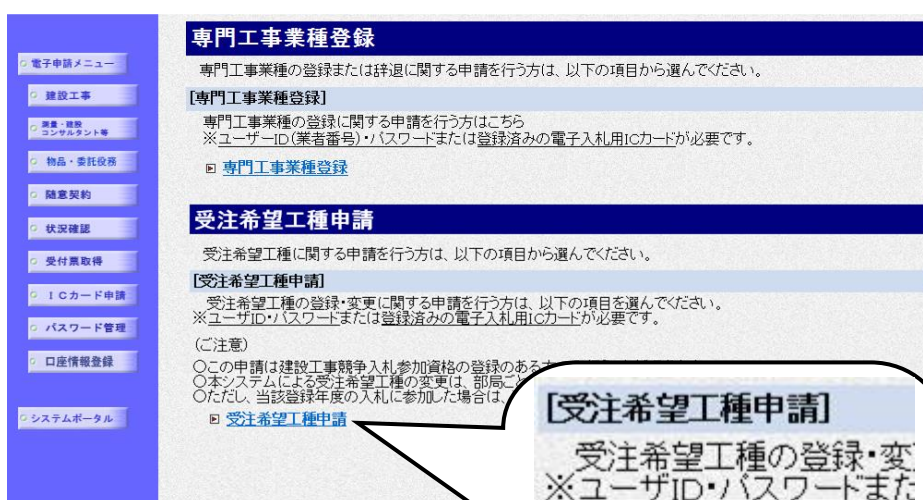 電子申請メニュー
建設工事
測量・建設
コンサルタント等
物品・委託役務
随意契約
状況確認
受付票取得
ICカード申請
パスワード管理
口座情報登録
システムポータル
専門工事業種登録
専門工事業種の登録または辞退に関する申請を行う方は、以下の項目から選んでください。
[専門工事業種登録]
専門工事業種の登録に関する申請を行う方はこちら
※ユーザーID(業者番号)・パスワードまたは登録済みの電子入札用ICカードが必要です。
専門工事業種登録
受注希望工種申請
受注希望工種に関する申請を行う方は、以下の項目から選んでください。
[受注希望工種申請]
受注希望工種の登録・変更に関する申請を行う方は、以下の項目を選んでください。
※ユーザID・パスワードまたは登録済みの電子入札用ICカードが必要です。
(ご注意)
○この申請は建設工事競争入札参加資格の登録のある
○本システムによる受注希望工種の変更は、部局ご
○ただし、当該登録年度の入札に参加した場合は、
受注希望工種申請
[受注希望工種申請]
受注希望工種の登録・変
※ユーザID・パスワードまた